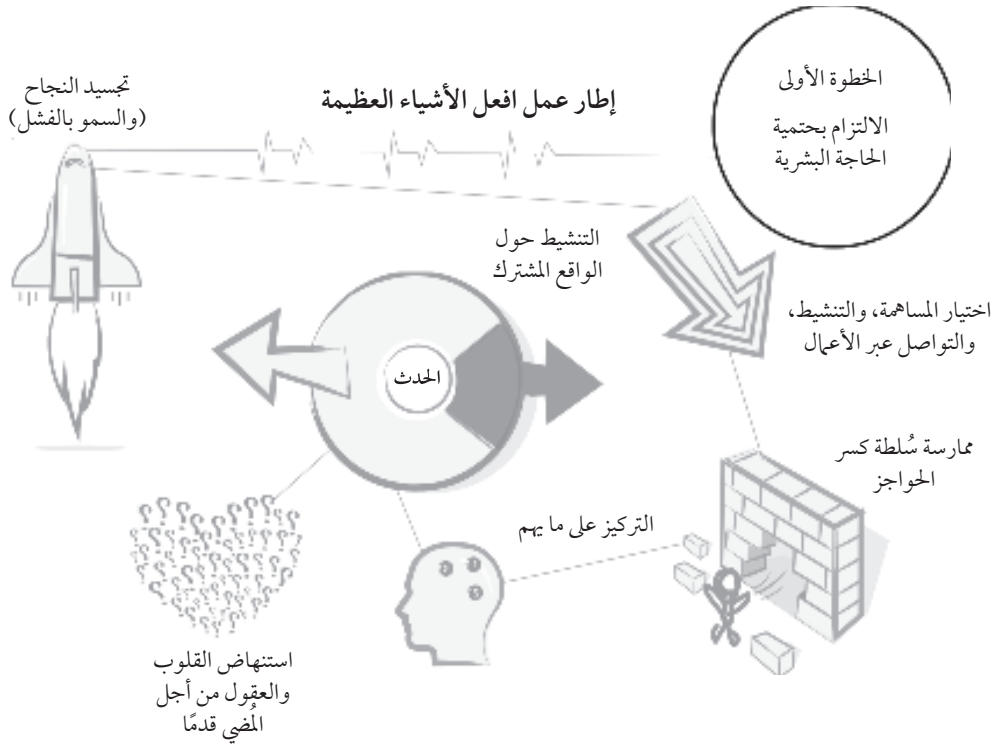 إطار عمل افعل الأشياء العظيمة
الخطوة الأولى
الالتزام بحتمية
الحاجة البشرية
تجسيد النجاح
(والسمو بالفشل)
التنشيط حول
الواقع المشترك
اختيار المساهمة، والتنشيط،
والتواصل عبر الأعمال
الحدث
ممارسة سُلطة كسر
الحواجز
التركيز على ما يهم
استنهاض القلوب
والعقول من أجل
المُضي قدمًا